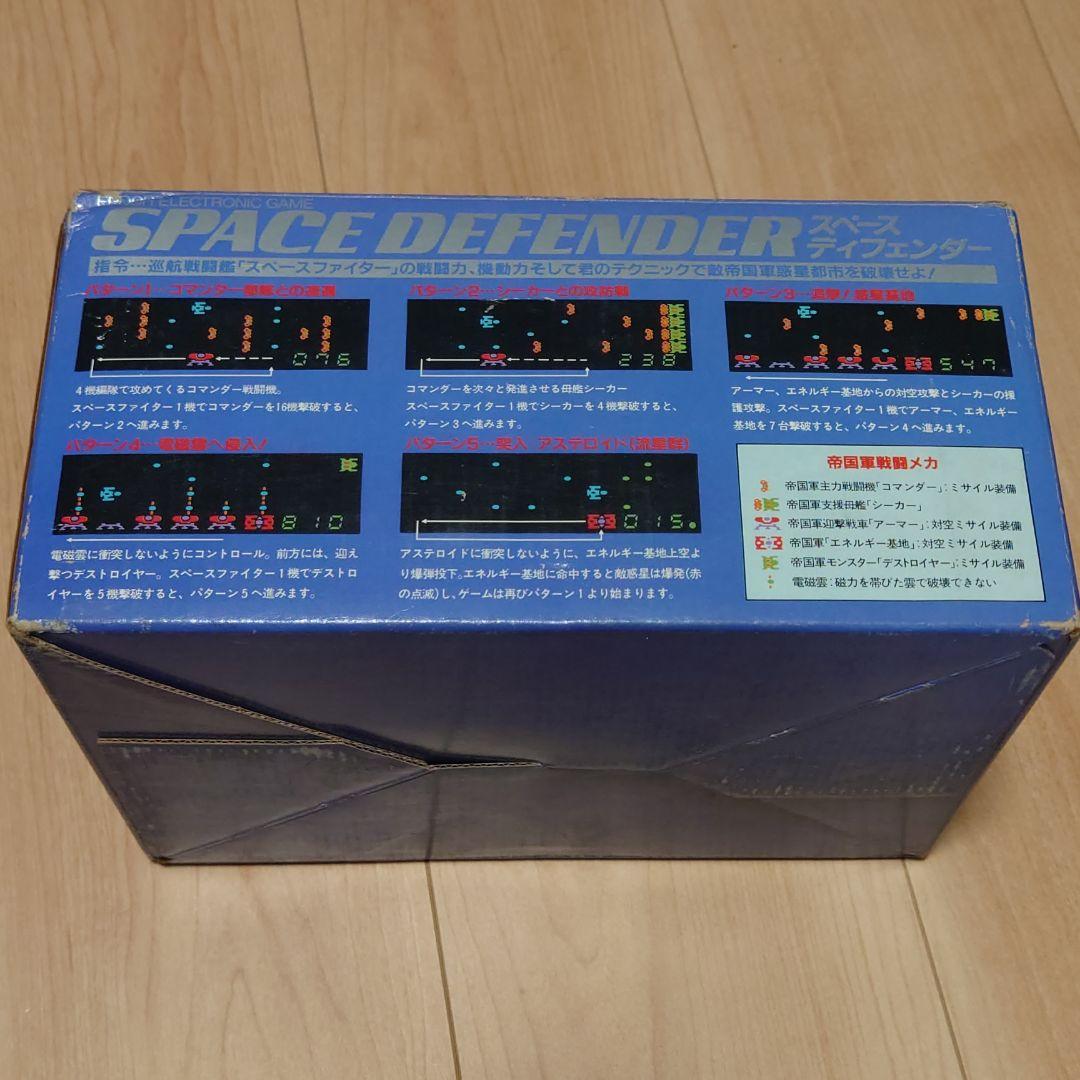 ELECTRONIC GAME
SPACE DEFENDER スペース
ディフェンダー
指令…巡航戦闘艦「スペースファイター」の戦闘力、機動力そして君のテクニックで敵帝国軍惑星都市を破壊せよ!
パターン1…コマンダー部隊との遭遇
076
4機編隊で攻めてくるコマンダー戦闘機。
スペースファイター1機でコマンダーを16機撃破すると、
パターン2へ進みます。
パターン2…シーカーとの攻防戦
230
コマンダーを次々と発進させる母艦シーカー
スペースファイター1機でシーカーを4機撃破すると、
パターン3へ進みます。
パターン3…追撃!惑星基地
547
アーマー、エネルギー基地からの対空攻撃とシーカーの援
護攻撃。スペースファイター1機でアーマー、エネルギー
基地を7台撃破すると、パターン4へ進みます。
パターン4…電磁雲へ侵入!
810
電磁雲に衝突しないようにコントロール。前方には、迎え
撃つデストロイヤー。スペースファイター1機でデストロ
イヤーを5機撃破すると、パターン5へ進みます。
パターン5…突入 アステロイド(流星群)
015
アステロイドに衝突しないように、エネルギー基地上空よ
り爆弾投下。エネルギー基地に命中すると敵惑星は爆発(赤
の点滅)し、ゲームは再びパターン1より始まります。
帝国軍戦闘メカ
帝国軍主力戦闘機「コマンダー」:ミサイル装備
帝国軍支援母艦「シーカー」
帝国軍迎撃戦車「アーマー」:対空ミサイル装備
帝国軍「エネルギー基地」:対空ミサイル装備
帝国軍モンスター「デストロイヤー」:ミサイル装備
電磁雲:磁力を帯びた雲で破壊できない